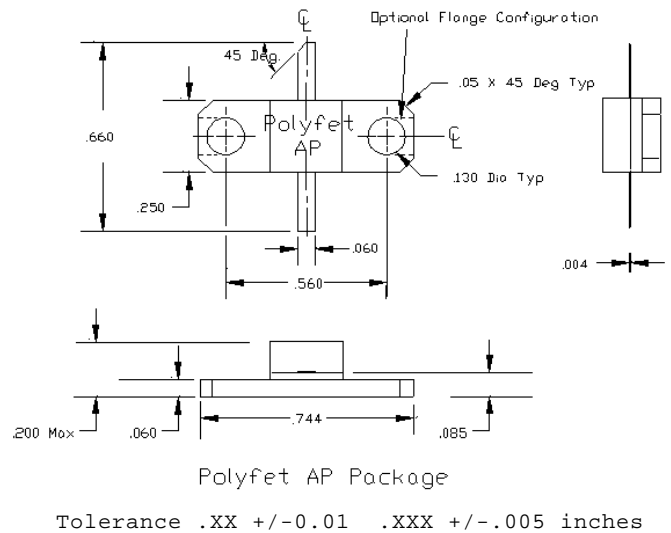 ℄
Optional Flange Configuration
45 Deg.
.05 X 45 Deg Typ
Polyfet
AP
℄
.660
.130 Dia Typ
.250
.060
.560
.004
.200 Max
.060
.744
.085
Polyfet AP Package
Tolerance .XX +/-0.01 .XXX +/-.005 inches